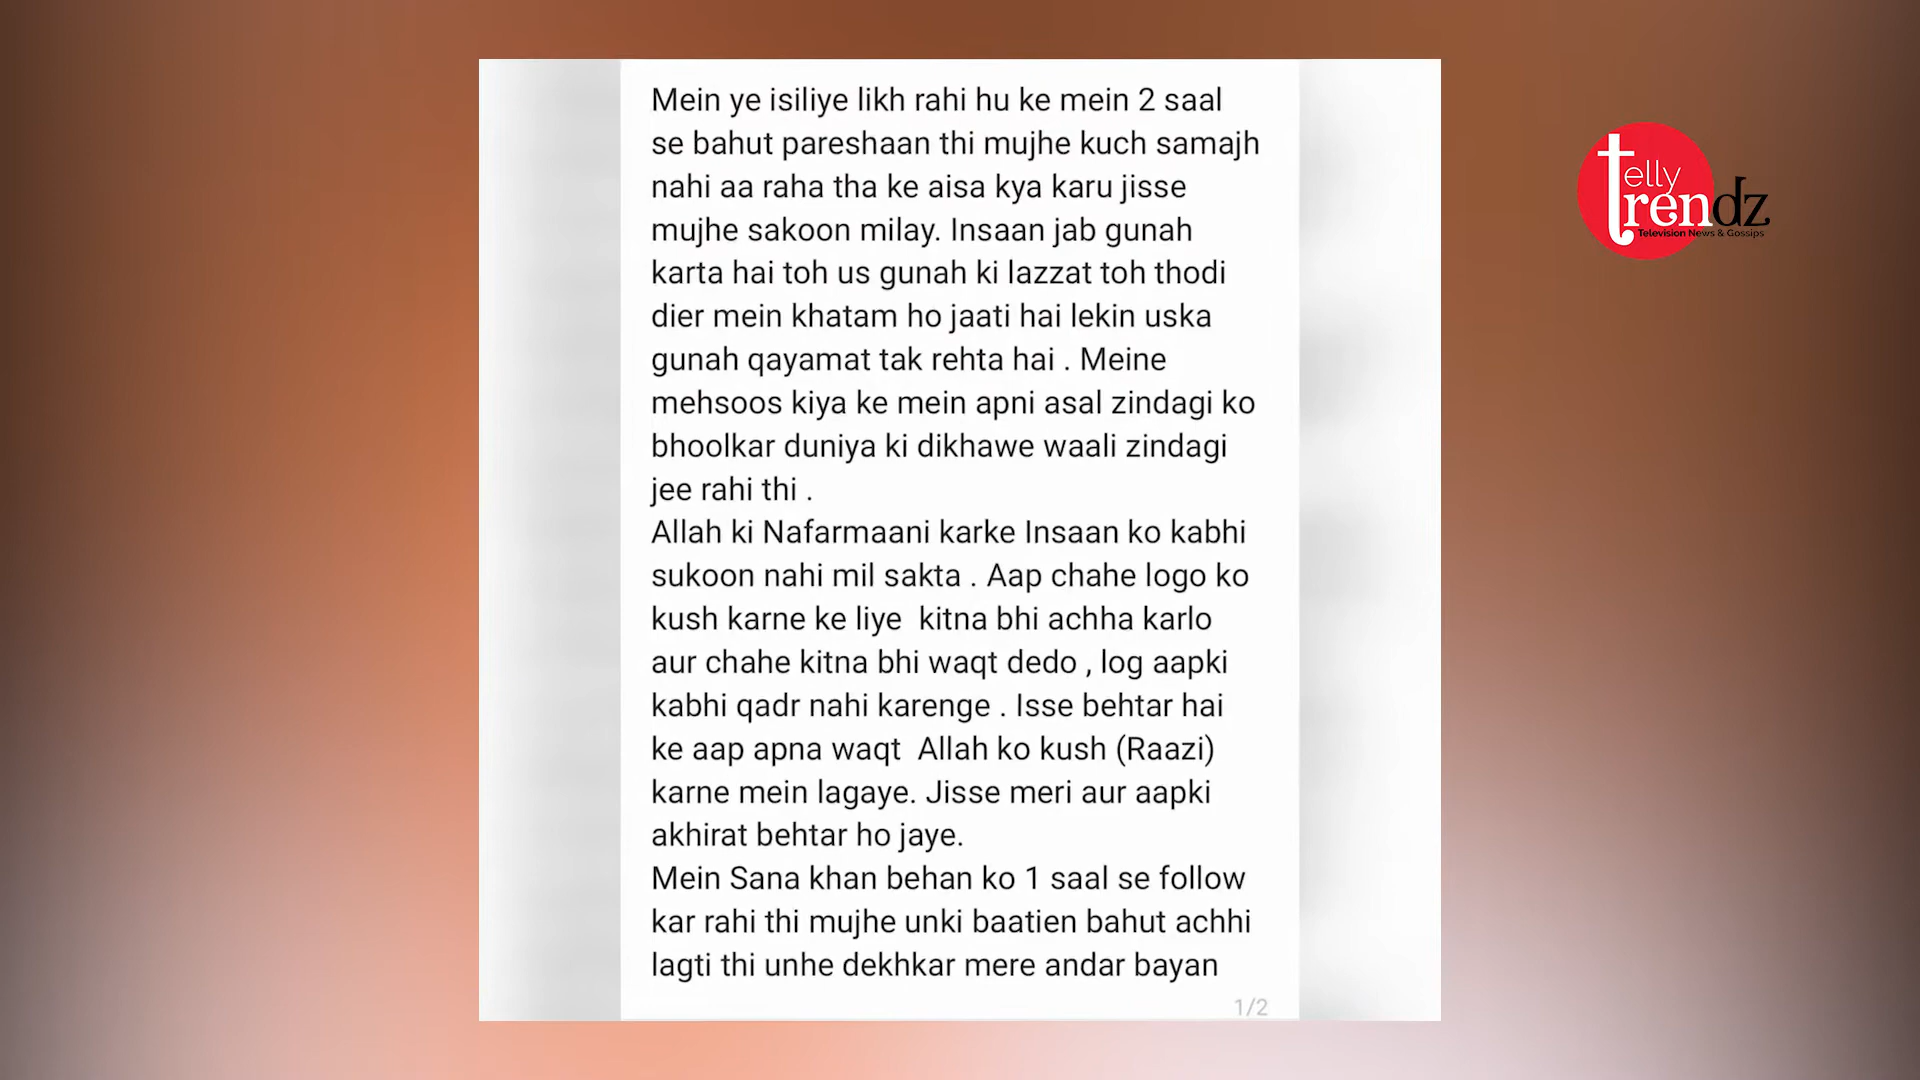 Mein ye isiliye likh rahi hu ke mein 2 saal
se bahut pareshaan thi mujhe kuch samajh
nahi aa raha tha ke aisa kya karu jisse
mujhe sakoon milay. Insaan jab gunah
karta hai toh us gunah ki lazzat toh thodi
dier mein khatam ho jaati hai lekin uska
gunah qayamat tak rehta hai . Meine
mehsoos kiya ke mein apni asal zindagi ko
bhoolkar duniya ki dikhawe waali zindagi
jee rahi thi .
Allah ki Nafarmaani karke Insaan ko kabhi
sukoon nahi mil sakta . Aap chahe logo ko
kush karne ke liye  kitna bhi achha karlo
aur chahe kitna bhi waqt dedo , log aapki
kabhi qadr nahi karenge . Isse behtar hai
ke aap apna waqt  Allah ko kush (Raazi)
karne mein lagaye. Jisse meri aur aapki
akhirat behtar ho jaye.
Mein Sana khan behan ko 1 saal se follow
kar rahi thi mujhe unki baatien bahut achhi
lagti thi unhe dekhkar mere andar bayan
1/2
telly
trendz
Television News & Gossips